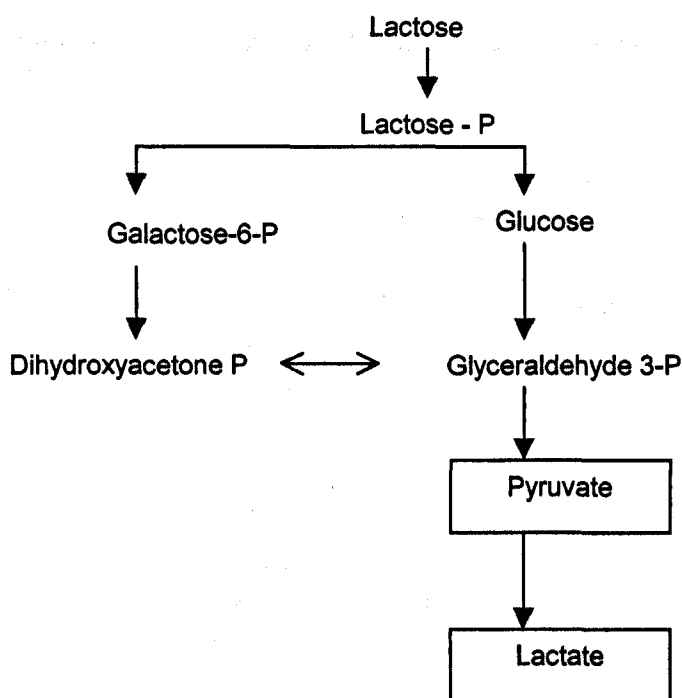 Lactose
Lactose - P
Galactose-6-P
Glucose
Dihydroxyacetone P
Glyceraldehyde 3-P
Pyruvate
Lactate